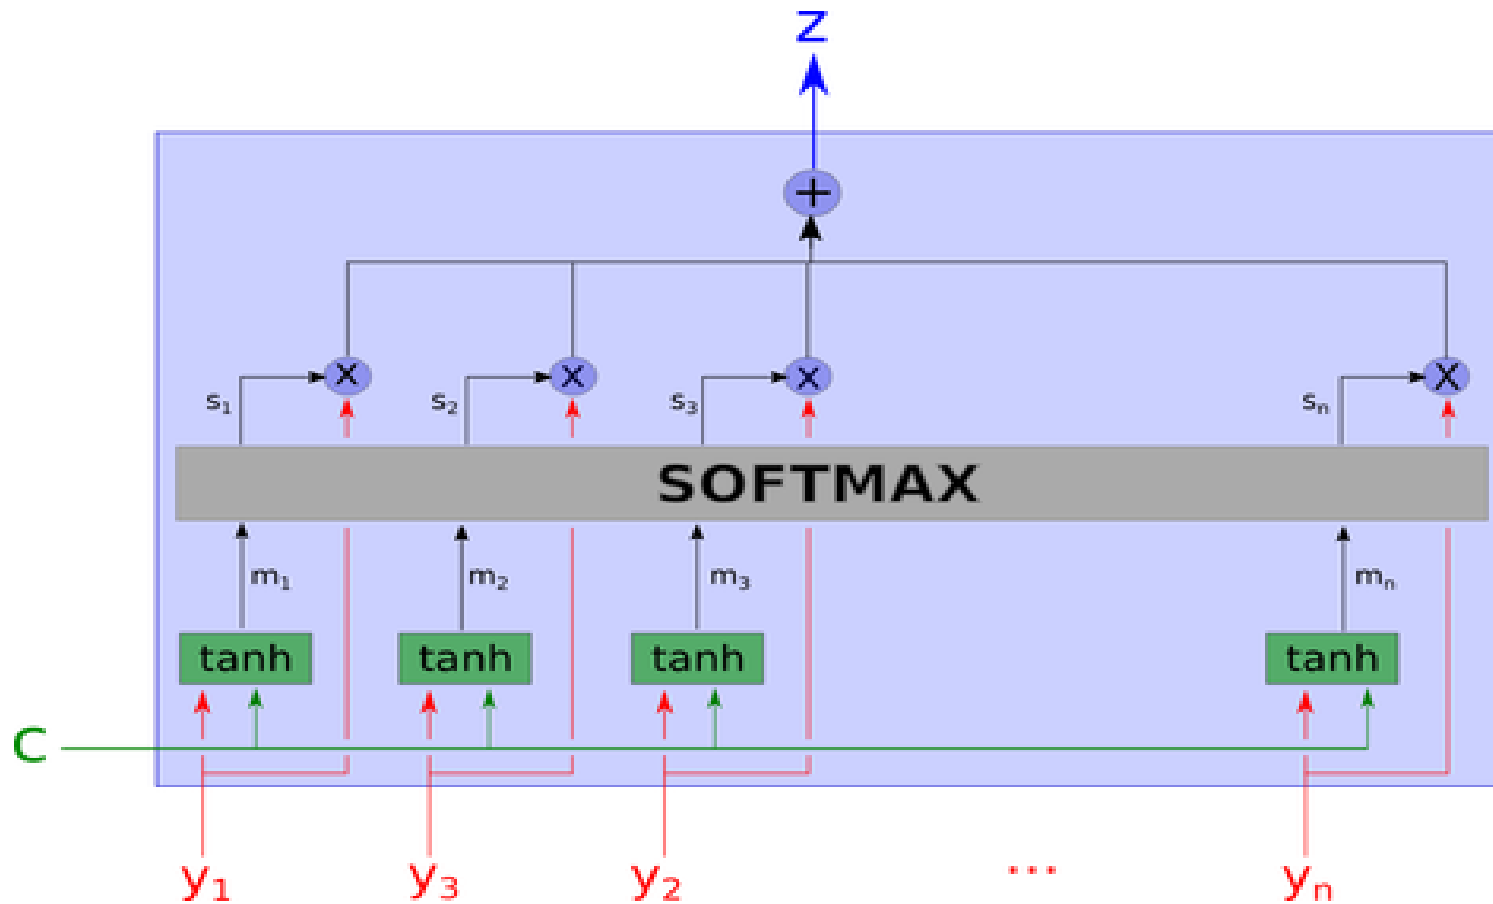 Z
+
x x x x
s1 s2 s3 sn
SOFTMAX
m1 m2 m3 mn
tanh tanh tanh tanh
C
y1 y3 y2 ... yn